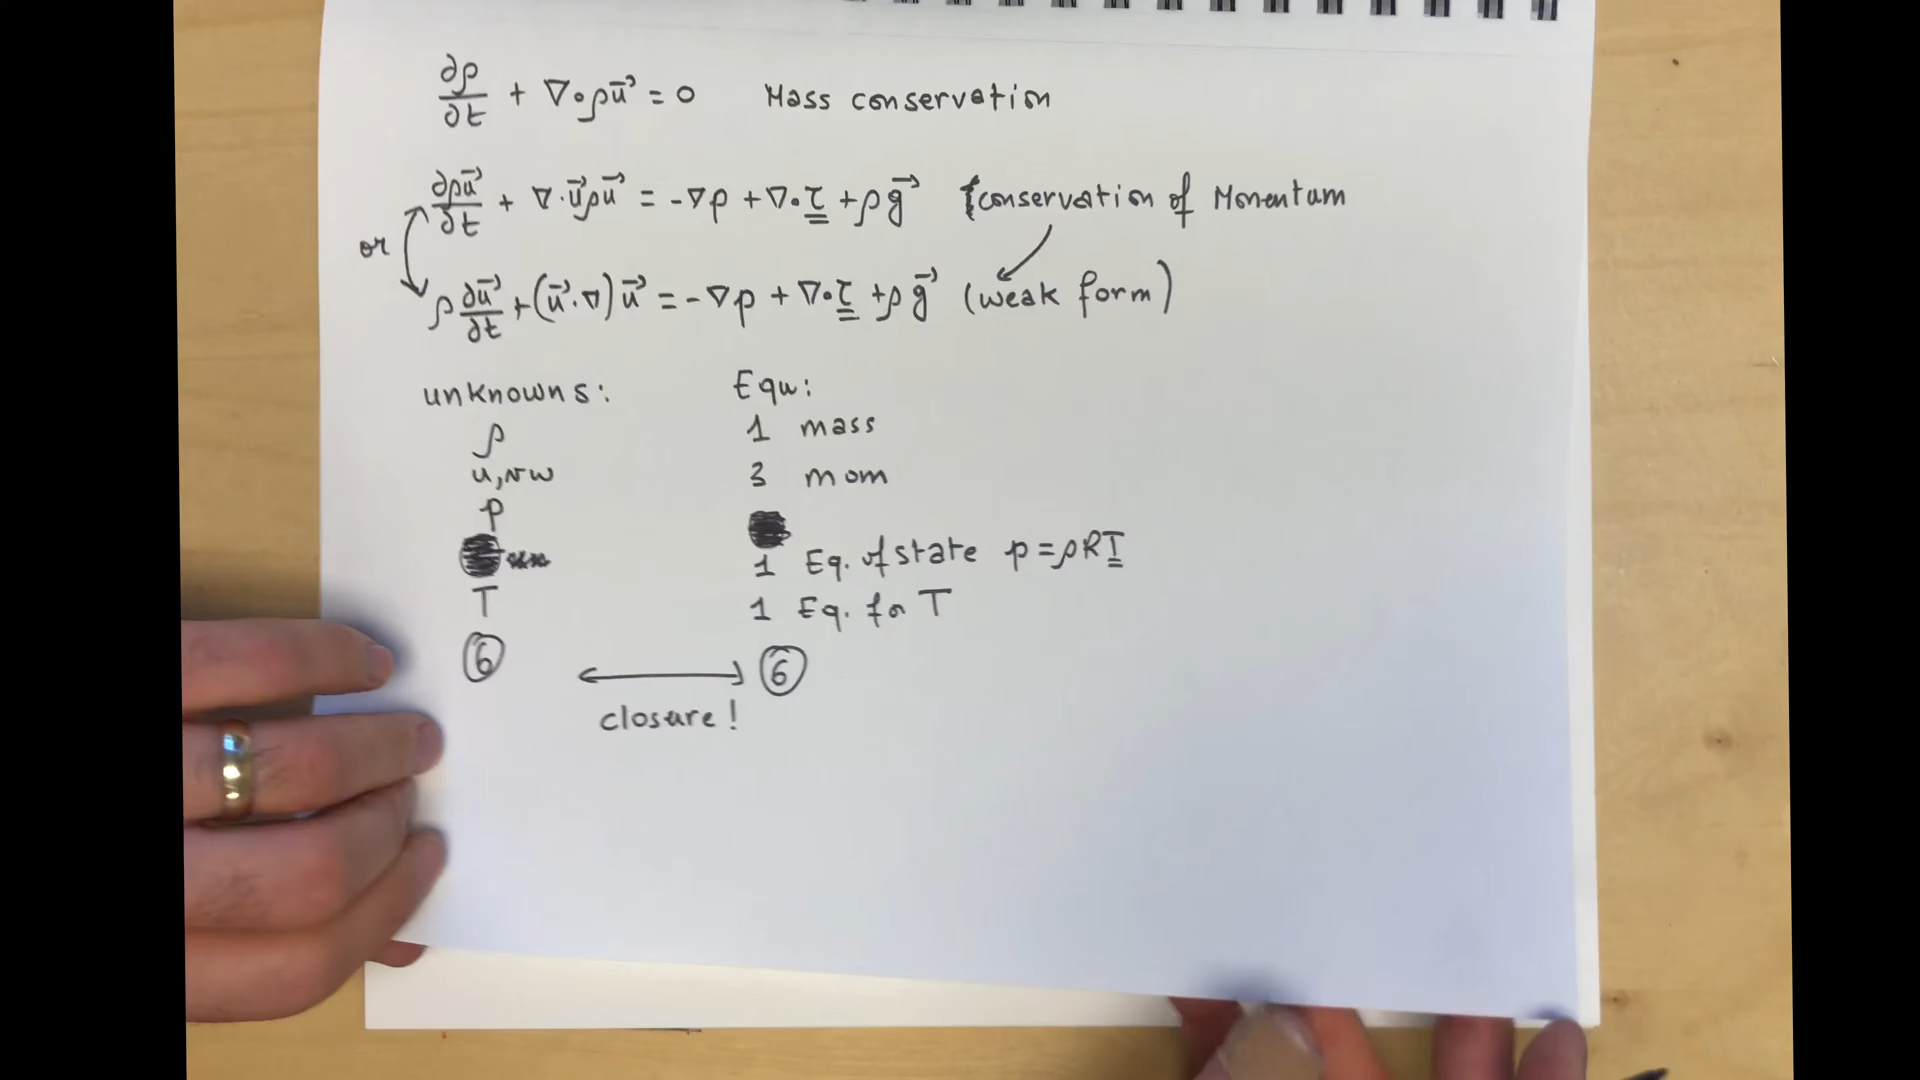 ∂ρ/∂t + ∇∘ρu⃗ = 0 Mass conservation
∂ρu⃗/∂t + ∇·u⃗ρu⃗ = -∇p + ∇·τ + ρg⃗ conservation of Momentum
or
ρ ∂u⃗/∂t + (u⃗·∇)u⃗ = -∇p + ∇·τ + ρg⃗ (weak form)
unknowns: Equ:
ρ 1 mass
u,v w 3 mom
p
1 Eq. of state p = ρRT
T 1 Eq. for T
6 ⟷ 6
closure!